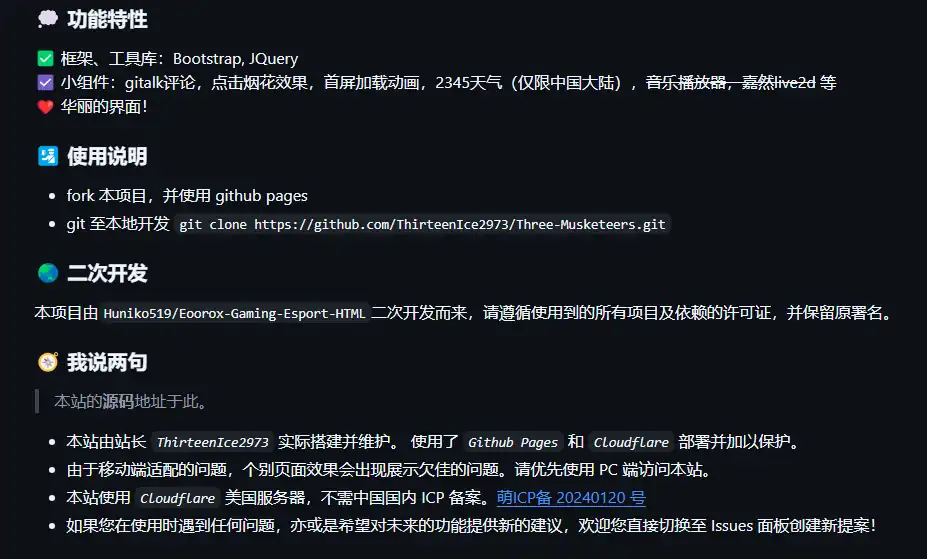 功能特性
框架、工具库：Bootstrap, JQuery
小组件：gitalk评论，点击烟花效果，首屏加载动画，2345天气（仅限中国大陆），音乐播放器，嘉然live2d 等
华丽的界面！
使用说明
fork 本项目，并使用 github pages
git 至本地开发 git clone https://github.com/ThirteenIce2973/Three-Musketeers.git
二次开发
本项目由 Huniko519/Eoorox-Gaming-Esport-HTML 二次开发而来，请遵循使用到的所有项目及依赖的许可证，并保留原署名。
我说两句
本站的源码地址于此。
本站由站长 ThirteenIce2973 实际搭建并维护。 使用了 Github Pages 和 Cloudflare 部署并加以保护。
由于移动端适配的问题，个别页面效果会出现展示欠佳的问题。请优先使用 PC 端访问本站。
本站使用 Cloudflare 美国服务器，不需中国国内 ICP 备案。萌ICP备 20240120 号
如果您在使用时遇到任何问题，亦或是希望对未来的功能提供新的建议，欢迎您直接切换至 Issues 面板创建新提案！